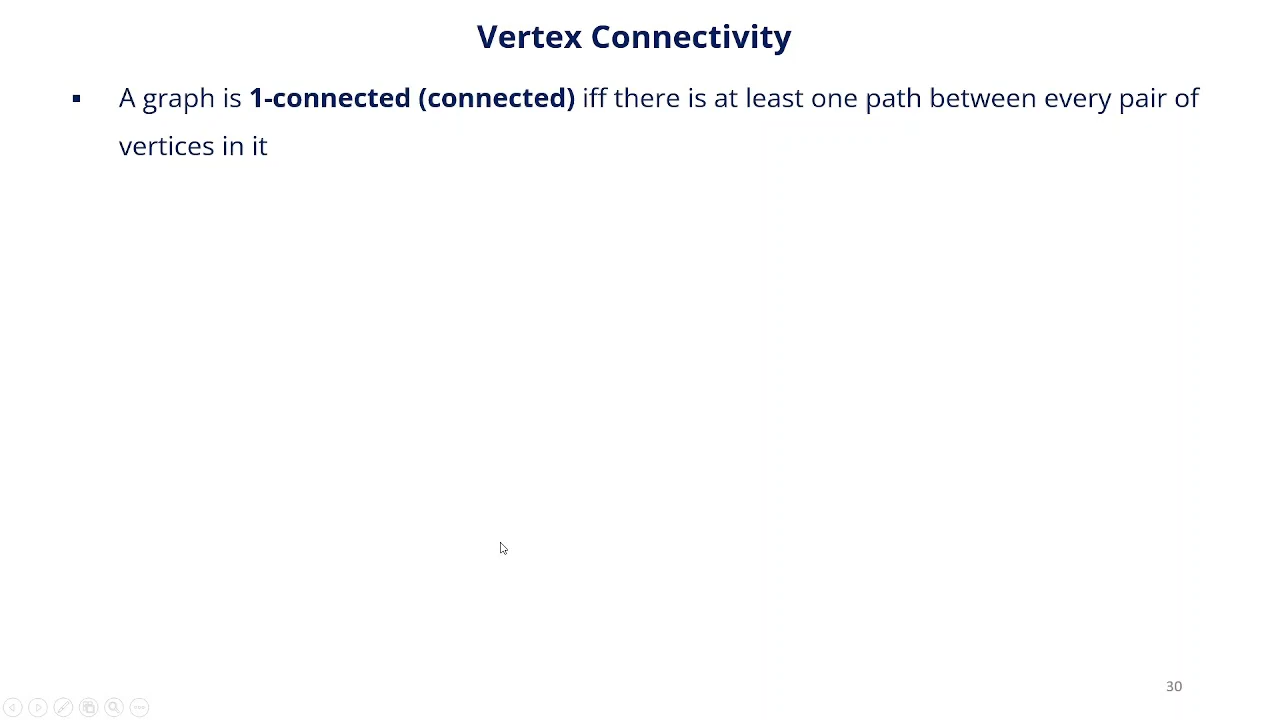 Vertex Connectivity
▪ A graph is 1-connected (connected) iff there is at least one path between every pair of
vertices in it
30